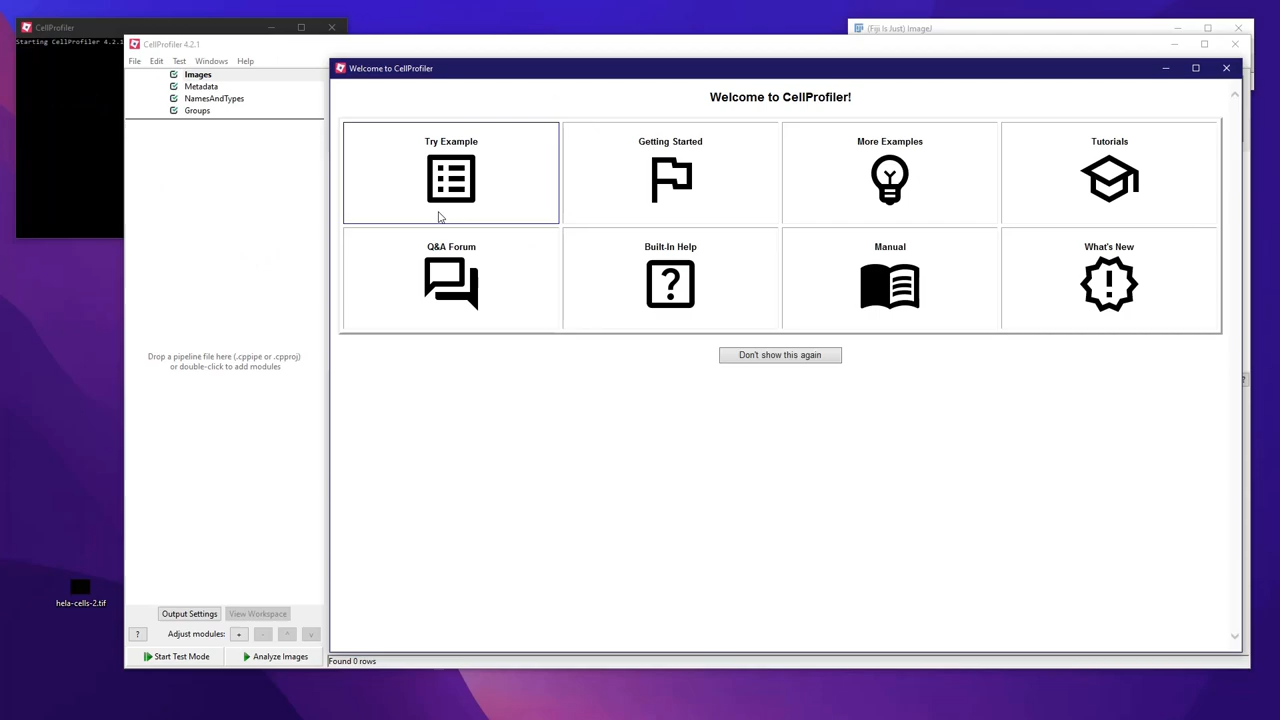 CellProfiler
Starting CellProfiler 4.2.1
(Fiji Is Just) ImageJ
CellProfiler 4.2.1
File Edit Test Windows Help
Images
Metadata
NamesAndTypes
Groups
Drop a pipeline file here (.cppipe or .cpproj)
or double-click to add modules
Output Settings
View Workspace
?
Adjust modules:
+
-
^
v
Start Test Mode
Analyze Images
Welcome to CellProfiler
Welcome to CellProfiler!
Try Example
Getting Started
More Examples
Tutorials
Q&A Forum
Built-In Help
?
Manual
What's New
!
Don't show this again
Found 0 rows
?
hela-cells-2.tif